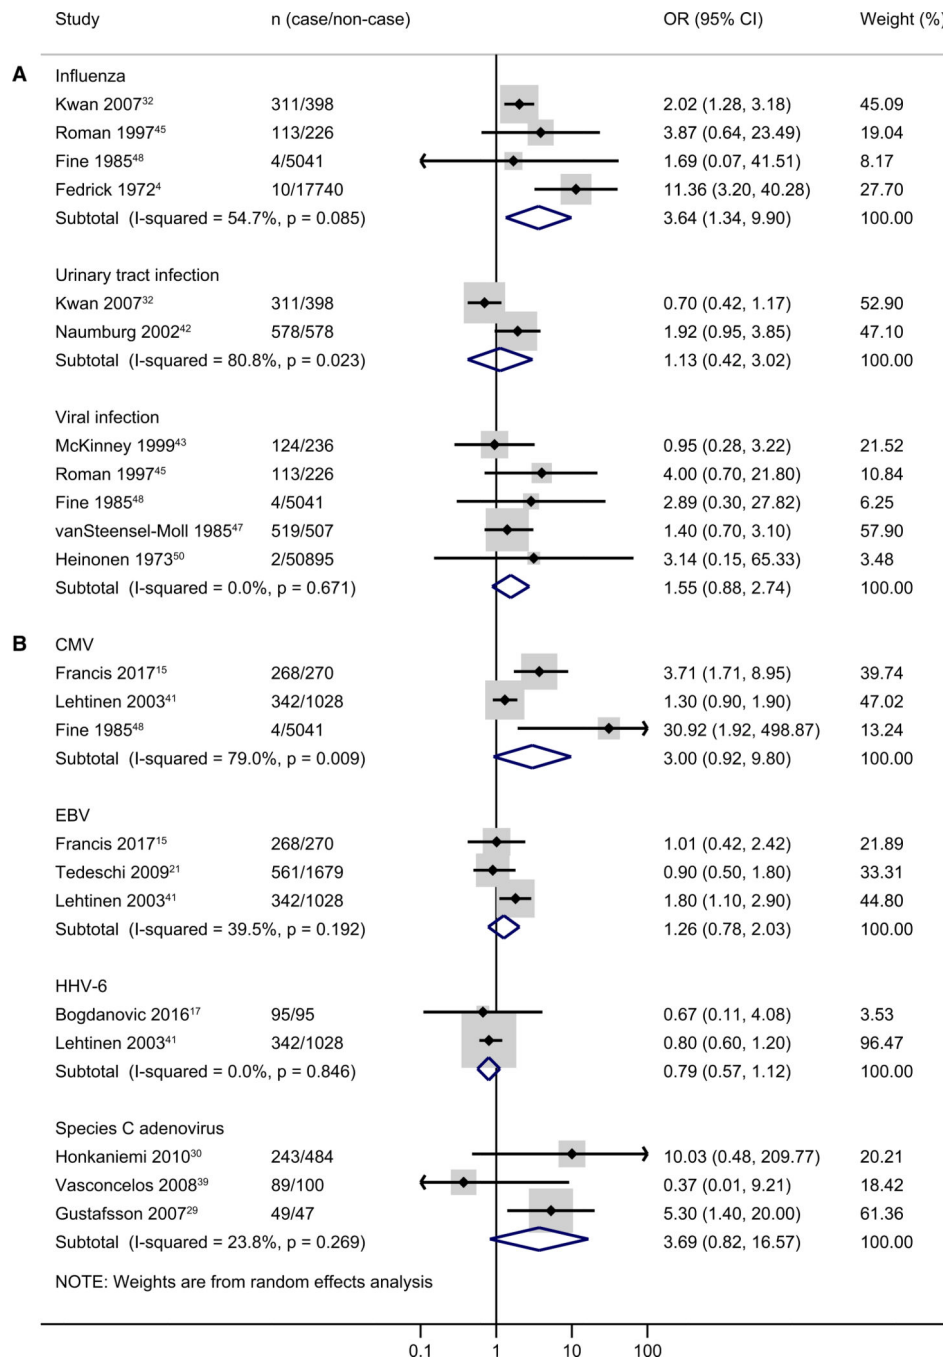 Study n (case/non-case) OR (95% CI) Weight (%)
A Influenza
Kwan 2007³² 311/398 2.02 (1.28, 3.18) 45.09
Roman 1997⁴⁵ 113/226 3.87 (0.64, 23.49) 19.04
Fine 1985⁴⁸ 4/5041 1.69 (0.07, 41.51) 8.17
Fedrick 1972⁴ 10/17740 11.36 (3.20, 40.28) 27.70
Subtotal (I-squared = 54.7%, p = 0.085) 3.64 (1.34, 9.90) 100.00
Urinary tract infection
Kwan 2007³² 311/398 0.70 (0.42, 1.17) 52.90
Naumburg 2002⁴² 578/578 1.92 (0.95, 3.85) 47.10
Subtotal (I-squared = 80.8%, p = 0.023) 1.13 (0.42, 3.02) 100.00
Viral infection
McKinney 1999⁴³ 124/236 0.95 (0.28, 3.22) 21.52
Roman 1997⁴⁵ 113/226 4.00 (0.70, 21.80) 10.84
Fine 1985⁴⁸ 4/5041 2.89 (0.30, 27.82) 6.25
vanSteensel-Moll 1985⁴⁷ 519/507 1.40 (0.70, 3.10) 57.90
Heinonen 1973⁵⁰ 2/50895 3.14 (0.15, 65.33) 3.48
Subtotal (I-squared = 0.0%, p = 0.671) 1.55 (0.88, 2.74) 100.00
B CMV
Francis 2017¹⁵ 268/270 3.71 (1.71, 8.95) 39.74
Lehtinen 2003⁴¹ 342/1028 1.30 (0.90, 1.90) 47.02
Fine 1985⁴⁸ 4/5041 30.92 (1.92, 498.87) 13.24
Subtotal (I-squared = 79.0%, p = 0.009) 3.00 (0.92, 9.80) 100.00
EBV
Francis 2017¹⁵ 268/270 1.01 (0.42, 2.42) 21.89
Tedeschi 2009²¹ 561/1679 0.90 (0.50, 1.80) 33.31
Lehtinen 2003⁴¹ 342/1028 1.80 (1.10, 2.90) 44.80
Subtotal (I-squared = 39.5%, p = 0.192) 1.26 (0.78, 2.03) 100.00
HHV-6
Bogdanovic 2016¹⁷ 95/95 0.67 (0.11, 4.08) 3.53
Lehtinen 2003⁴¹ 342/1028 0.80 (0.60, 1.20) 96.47
Subtotal (I-squared = 0.0%, p = 0.846) 0.79 (0.57, 1.12) 100.00
Species C adenovirus
Honkaniemi 2010³⁰ 243/484 10.03 (0.48, 209.77) 20.21
Vasconcelos 2008³⁹ 89/100 0.37 (0.01, 9.21) 18.42
Gustafsson 2007²⁹ 49/47 5.30 (1.40, 20.00) 61.36
Subtotal (I-squared = 23.8%, p = 0.269) 3.69 (0.82, 16.57) 100.00
NOTE: Weights are from random effects analysis
0.1 1 10 100